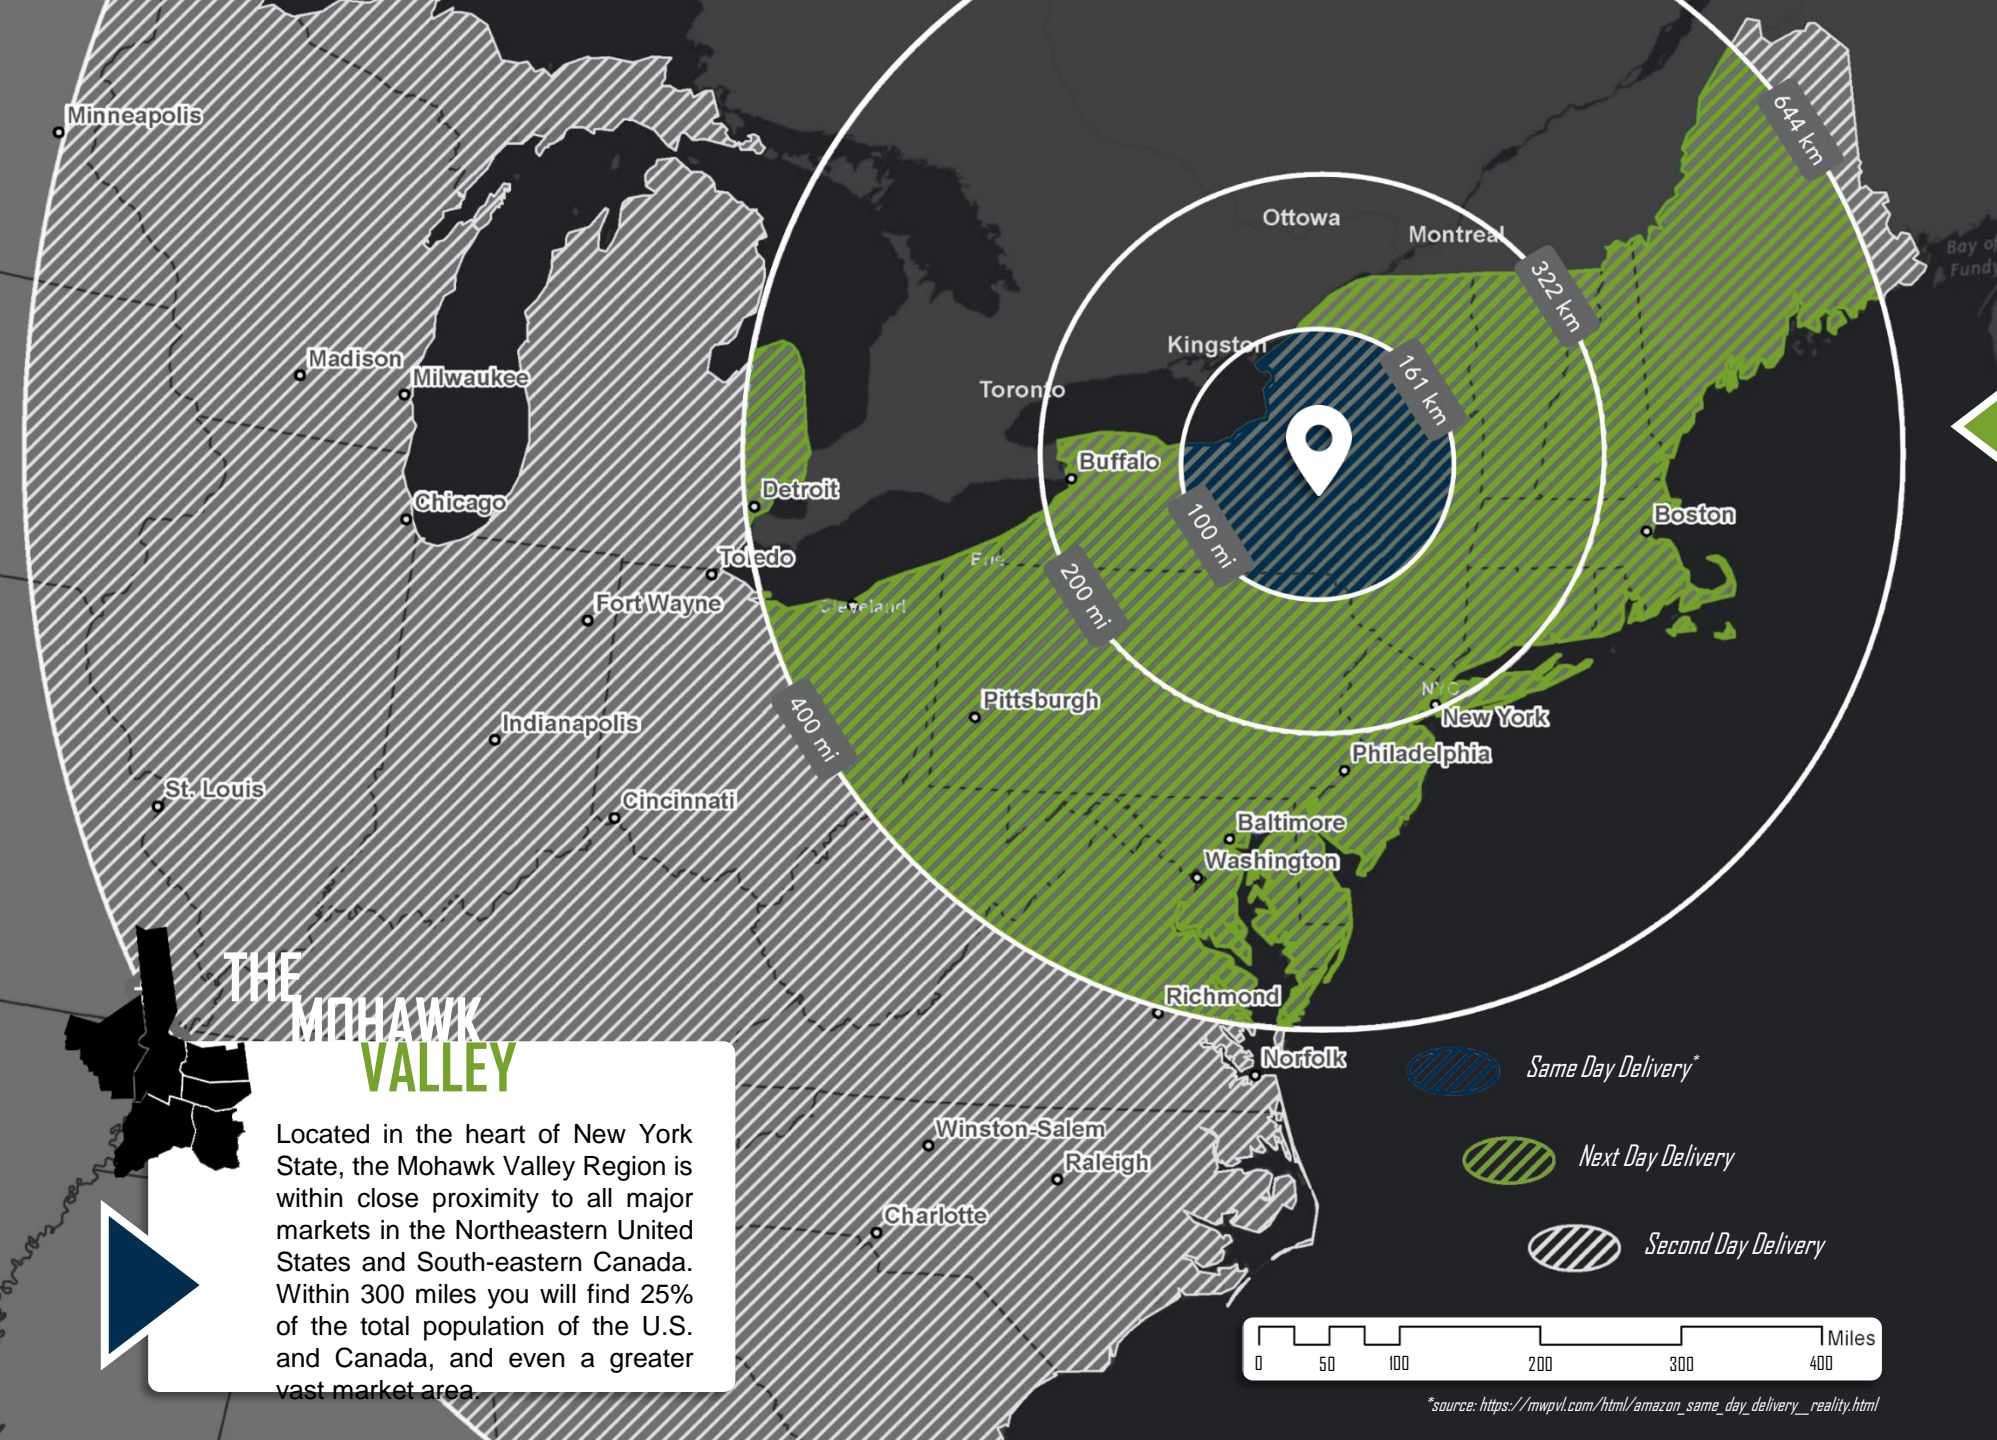 Minneapolis
644 km
Ottowa
Montreal
Bay of
Fundy
322 km
Kingston
Madison
161 km
Milwaukee
Toronto
Buffalo
Detroit
Chicago
Boston
100 mi
Toledo
Erie
200 mi
Fort Wayne
Cleveland
NYC
Pittsburgh
New York
400 mi
Indianapolis
Philadelphia
St. Louis
Cincinnati
Baltimore
Washington
Richmond
Norfolk
Winston-Salem
Raleigh
Charlotte
THE
MOHAWK
VALLEY
Located in the heart of New York
State, the Mohawk Valley Region is
within close proximity to all major
markets in the Northeastern United
States and South-eastern Canada.
Within 300 miles you will find 25%
of the total population of the U.S.
and Canada, and even a greater
vast market area.
Same Day Delivery*
Next Day Delivery
Second Day Delivery
Miles
0 50 100 200 300 400
*source: https://mwpvl.com/html/amazon_same_day_delivery__reality.html